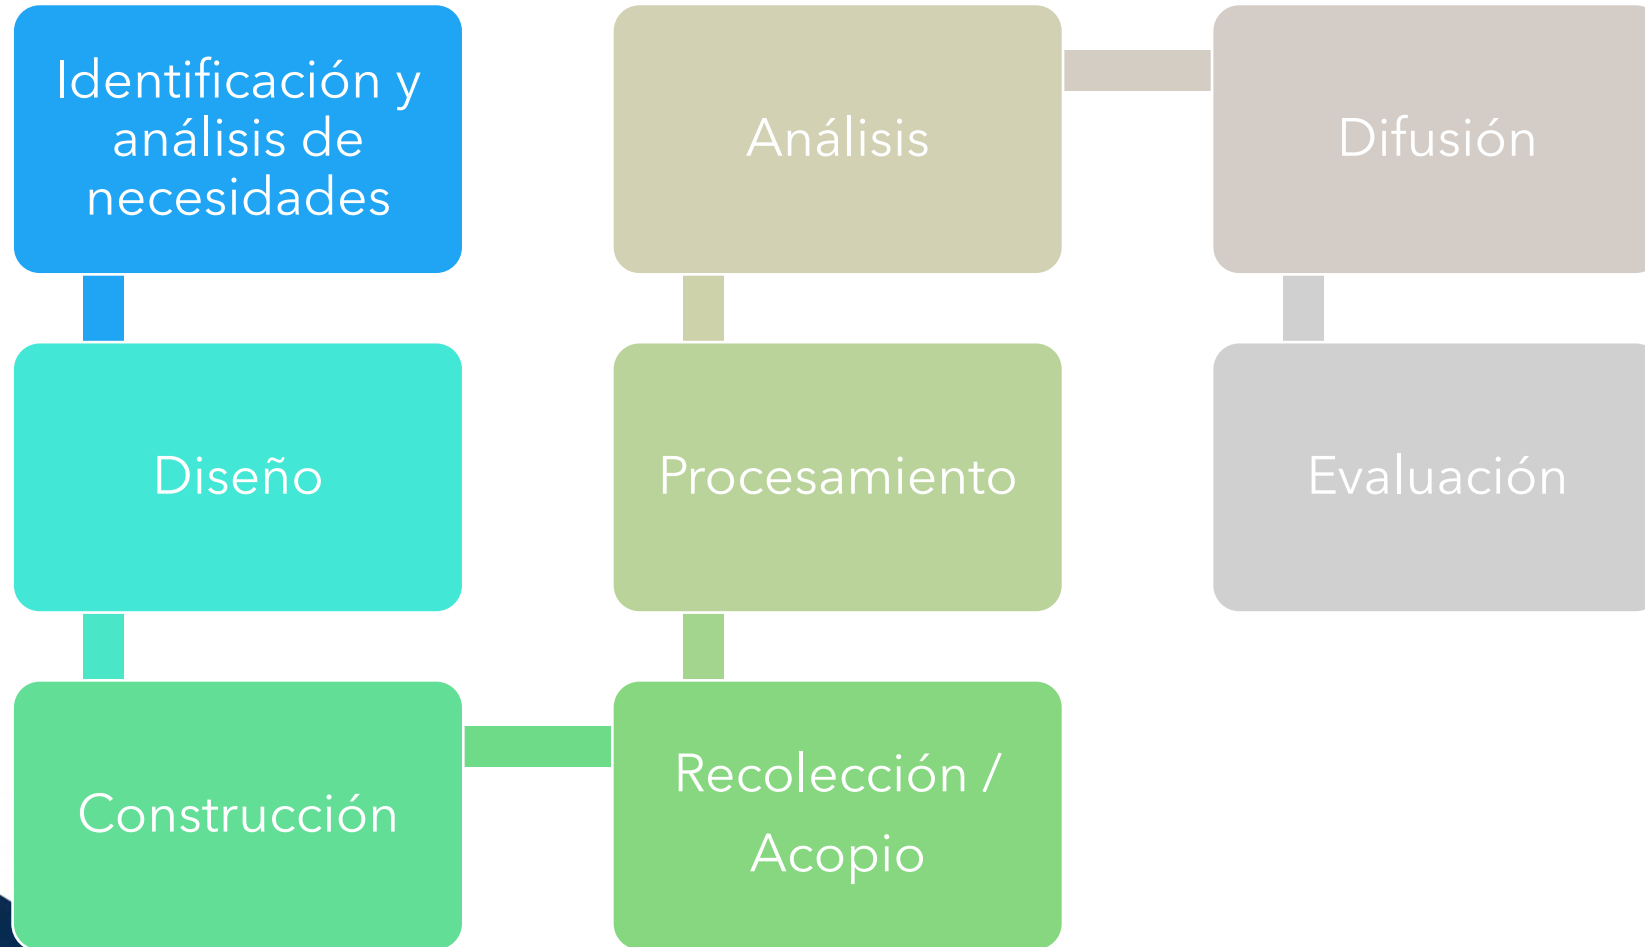 Identificación y
análisis de
necesidades
Diseño
Construcción
Recolección /
Acopio
Procesamiento
Análisis
Difusión
Evaluación